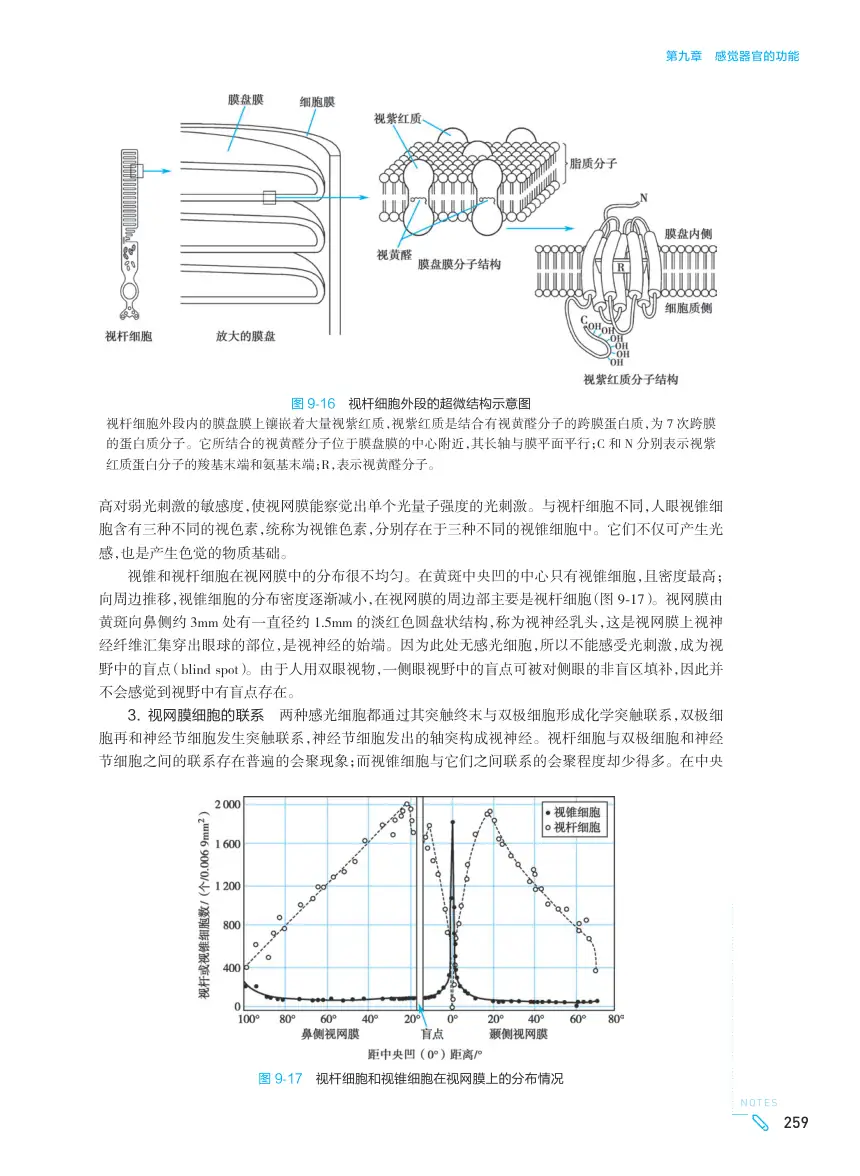 第九章 感觉器官的功能
膜盘膜
细胞膜
视紫红质
脂质分子
视黄醛
膜盘膜分子结构
N
膜盘内侧
R
细胞质侧
C
OH
OH
OH
OH
OH
OH
视杆细胞
放大的膜盘
视紫红质分子结构
图 9-16 视杆细胞外段的超微结构示意图
视杆细胞外段内的膜盘膜上镶嵌着大量视紫红质,视紫红质是结合有视黄醛分子的跨膜蛋白质,为 7 次跨膜
的蛋白质分子。它所结合的视黄醛分子位于膜盘膜的中心附近,其长轴与膜平面平行;C 和 N 分别表示视紫
红质蛋白分子的羧基末端和氨基末端;R,表示视黄醛分子。
高对弱光刺激的敏感度,使视网膜能察觉出单个光量子强度的光刺激。与视杆细胞不同,人眼视锥细
胞含有三种不同的视色素,统称为视锥色素,分别存在于三种不同的视锥细胞中。它们不仅可产生光
感,也是产生色觉的物质基础。
视锥和视杆细胞在视网膜中的分布很不均匀。在黄斑中央凹的中心只有视锥细胞,且密度最高;
向周边推移,视锥细胞的分布密度逐渐减小,在视网膜的周边部主要是视杆细胞(图 9-17)。视网膜由
黄斑向鼻侧约 3mm 处有一直径约 1.5mm 的淡红色圆盘状结构,称为视神经乳头,这是视网膜上视神
经纤维汇集穿出眼球的部位,是视神经的始端。因为此处无感光细胞,所以不能感受光刺激,成为视
野中的盲点(blind spot)。由于人用双眼视物,一侧眼视野中的盲点可被对侧眼的非盲区填补,因此并
不会感觉到视野中有盲点存在。
3. 视网膜细胞的联系 两种感光细胞都通过其突触终末与双极细胞形成化学突触联系,双极细
胞再和神经节细胞发生突触联系,神经节细胞发出的轴突构成视神经。视杆细胞与双极细胞和神经
节细胞之间的联系存在普遍的会聚现象;而视锥细胞与它们之间联系的会聚程度却少得多。在中央
视杆或视锥细胞数/(个/0.006 9mm²)
2 000
1 600
1 200
800
400
0
视锥细胞
视杆细胞
100° 80° 60° 40° 20° 0° 20° 40° 60° 80°
鼻侧视网膜 盲点 颞侧视网膜
距中央凹(0°)距离/°
图 9-17 视杆细胞和视锥细胞在视网膜上的分布情况
NOTES
259